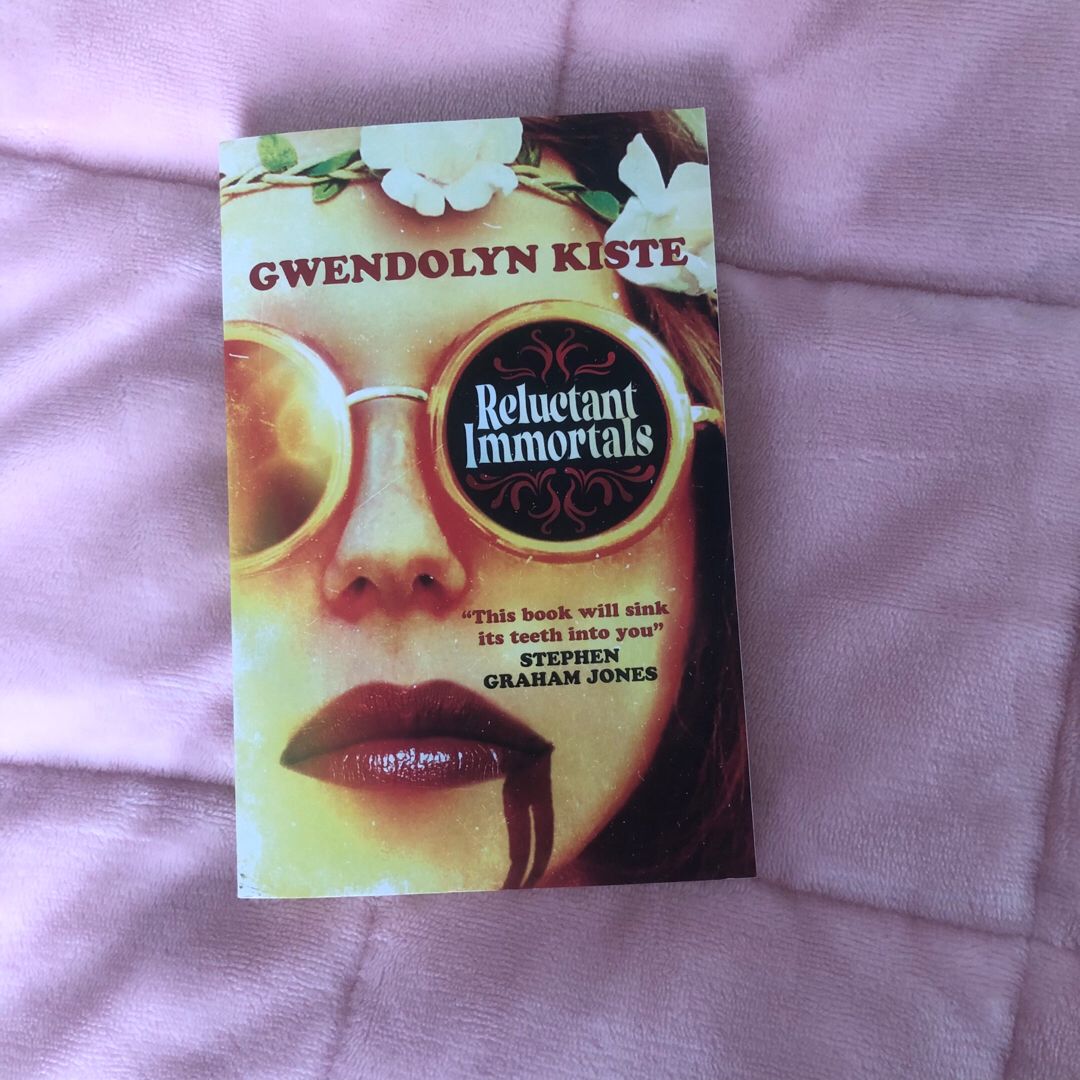 GWENDOLYN KISTE
Reluctant
Immortals
“This book will sink
its teeth into you”
STEPHEN
GRAHAM JONES